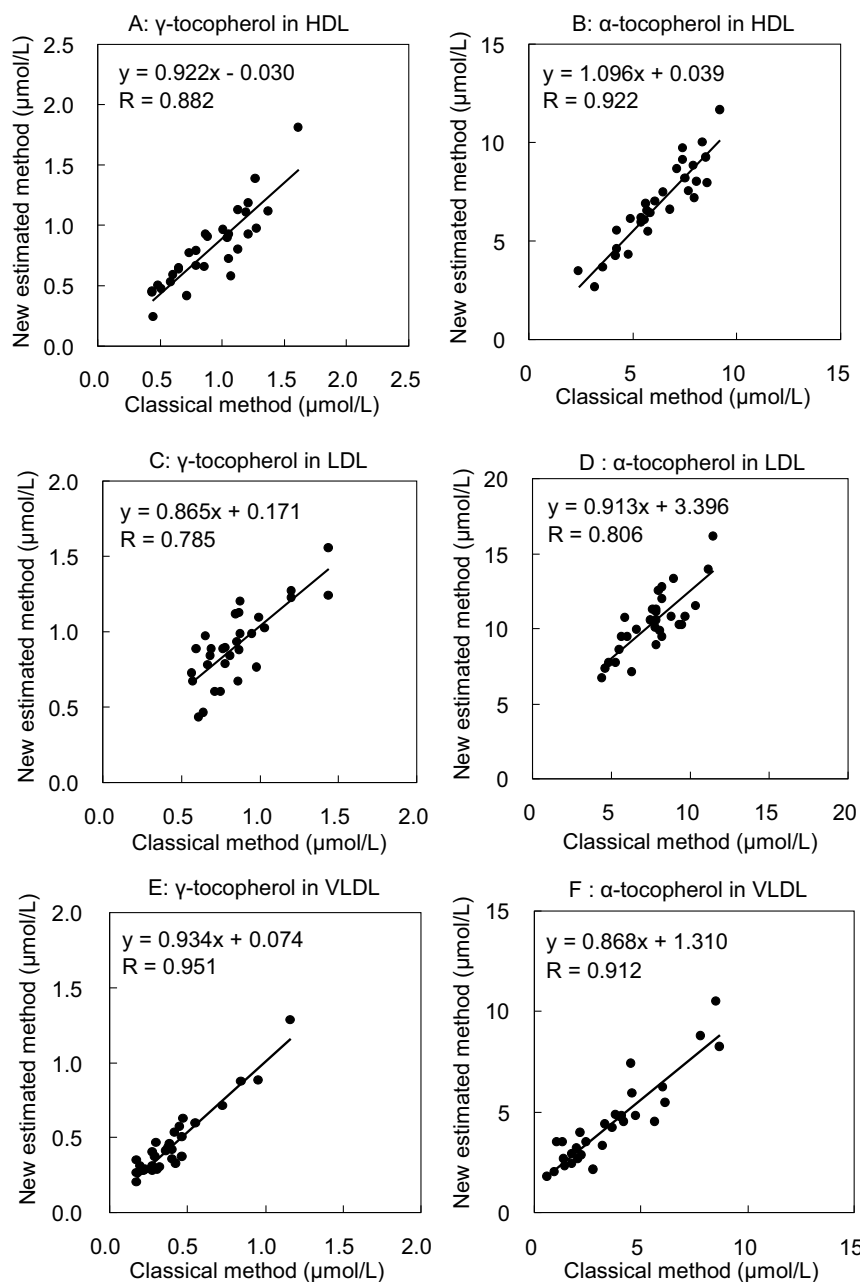 A: γ-tocopherol in HDL
New estimated method (μmol/L)
y = 0.922x - 0.030
R = 0.882
2.5
2.0
1.5
1.0
0.5
0.0
0.0 0.5 1.0 1.5 2.0 2.5
Classical method (μmol/L)
B: α-tocopherol in HDL
New estimated method (μmol/L)
y = 1.096x + 0.039
R = 0.922
15
10
5
0
0 5 10 15
Classical method (μmol/L)
C: γ-tocopherol in LDL
New estimated method (μmol/L)
y = 0.865x + 0.171
R = 0.785
2.0
1.5
1.0
0.5
0.0
0.0 0.5 1.0 1.5 2.0
Classical method (μmol/L)
D : α-tocopherol in LDL
New estimated method (μmol/L)
y = 0.913x + 3.396
R = 0.806
20
15
10
5
0
0 5 10 15 20
Classical method (μmol/L)
E: γ-tocopherol in VLDL
New estimated method (μmol/L)
y = 0.934x + 0.074
R = 0.951
2.0
1.5
1.0
0.5
0.0
0.0 0.5 1.0 1.5 2.0
Classical method (μmol/L)
F : α-tocopherol in VLDL
New estimated method (μmol/L)
y = 0.868x + 1.310
R = 0.912
15
10
5
0
0 5 10 15
Classical method (μmol/L)